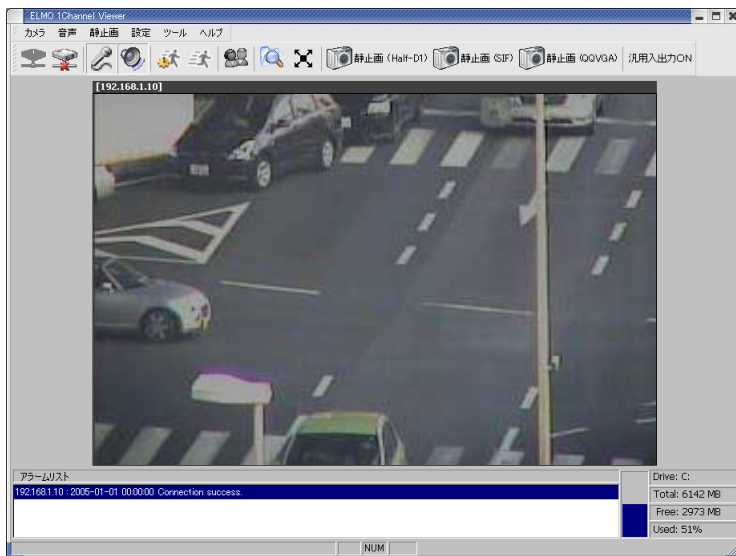 ELMO 1Channel Viewer
カメラ 音声 静止画 設定 ツール ヘルプ
静止画 (Half-D1) 静止画 (SIF) 静止画 (QQVGA) 汎用入出力ON
[192.168.1.10]
アラームリスト
192.168.1.10 : 2005-01-01 00:00:00 Connection success.
Drive: C:
Total: 6142 MB
Free: 2973 MB
Used: 51%
NUM